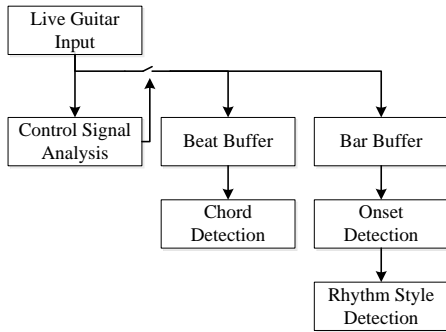 Live Guitar
Input
Control Signal
Analysis
Beat Buffer
Bar Buffer
Chord
Detection
Onset
Detection
Rhythm Style
Detection